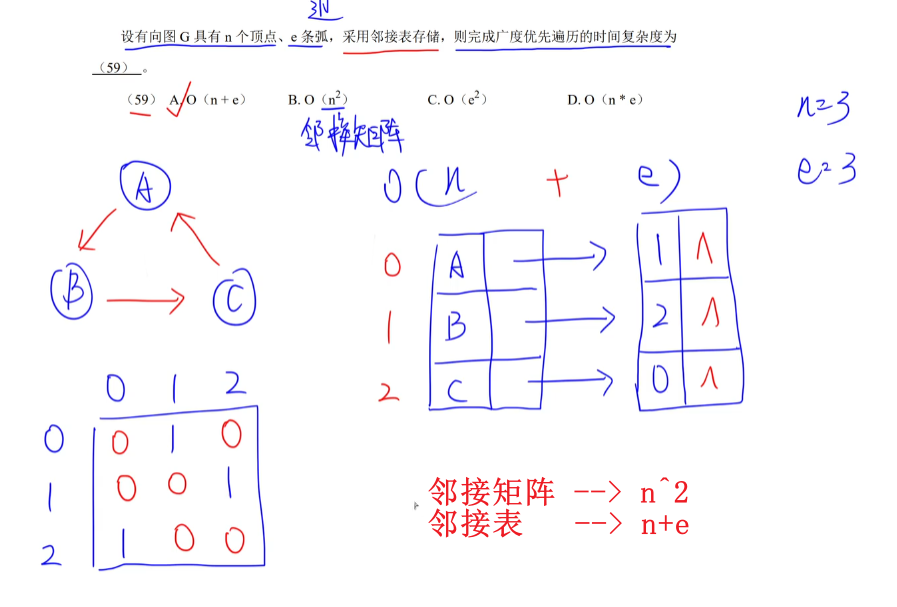 边
设有向图 G 具有 n 个顶点、e 条弧，采用邻接表存储，则完成广度优先遍历的时间复杂度为
（59） 。
（59） A. O（n + e） B. O（n²） C. O（e²） D. O（n * e）
n=3
邻接矩阵
e=3
O(n + e)
A
B
C
0 A 1 ∧
1 B 2 ∧
2 C 0 ∧
0 1 2
0 0 1 0
1 0 0 1
2 1 0 0
邻接矩阵 --> n^2
邻接表 --> n+e